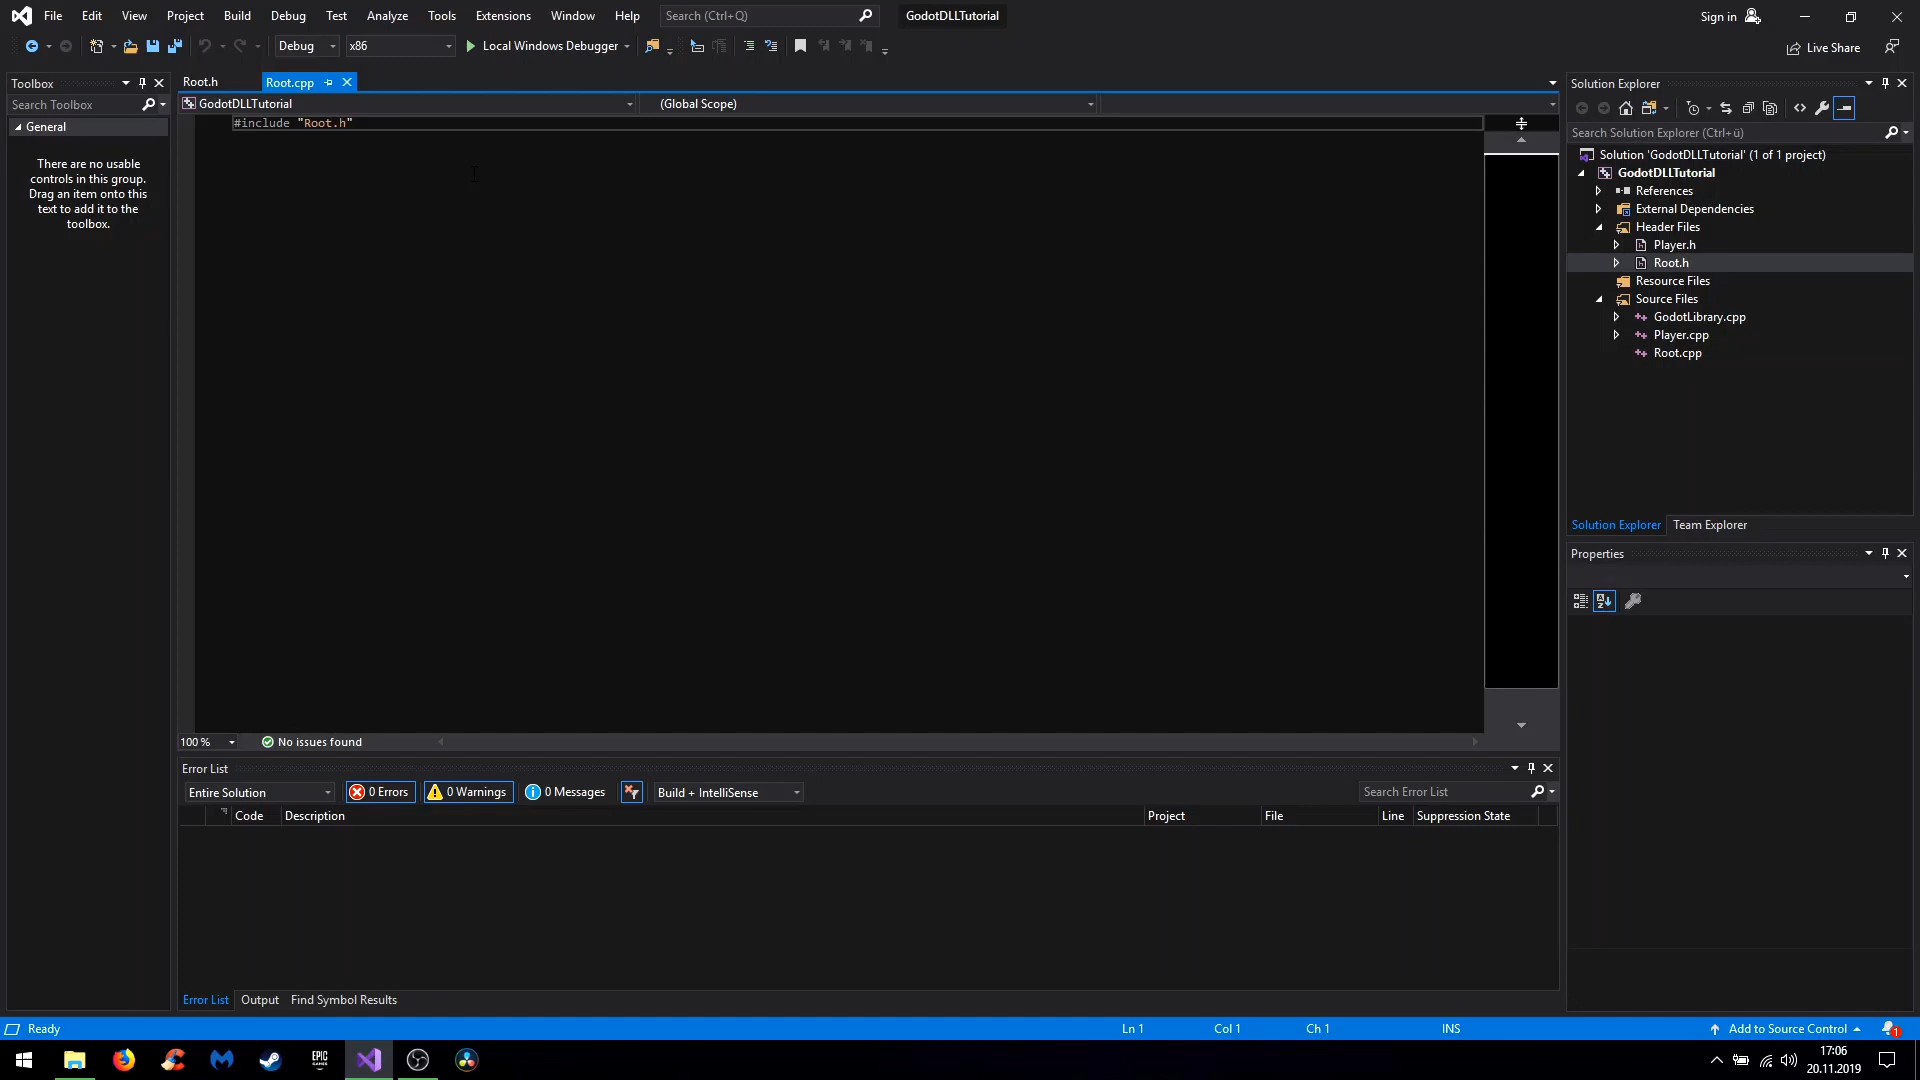 File Edit View Project Build Debug Test Analyze Tools Extensions Window Help Search (Ctrl+Q) GodotDLLTutorial Sign in
Debug x86 Local Windows Debugger Live Share
Toolbox
Search Toolbox
General
There are no usable
controls in this group.
Drag an item onto this
text to add it to the
toolbox.
Root.h Root.cpp
GodotDLLTutorial (Global Scope)
#include "Root.h"
100 % No issues found
Solution Explorer
Search Solution Explorer (Ctrl+ü)
Solution 'GodotDLLTutorial' (1 of 1 project)
GodotDLLTutorial
References
External Dependencies
Header Files
Player.h
Root.h
Resource Files
Source Files
GodotLibrary.cpp
Player.cpp
Root.cpp
Solution Explorer Team Explorer
Properties
Error List
Entire Solution 0 Errors 0 Warnings 0 Messages Build + IntelliSense Search Error List
Code Description Project File Line Suppression State
Error List Output Find Symbol Results
Ready Ln 1 Col 1 Ch 1 INS Add to Source Control 1
EPIC
GAMES
17:06
20.11.2019